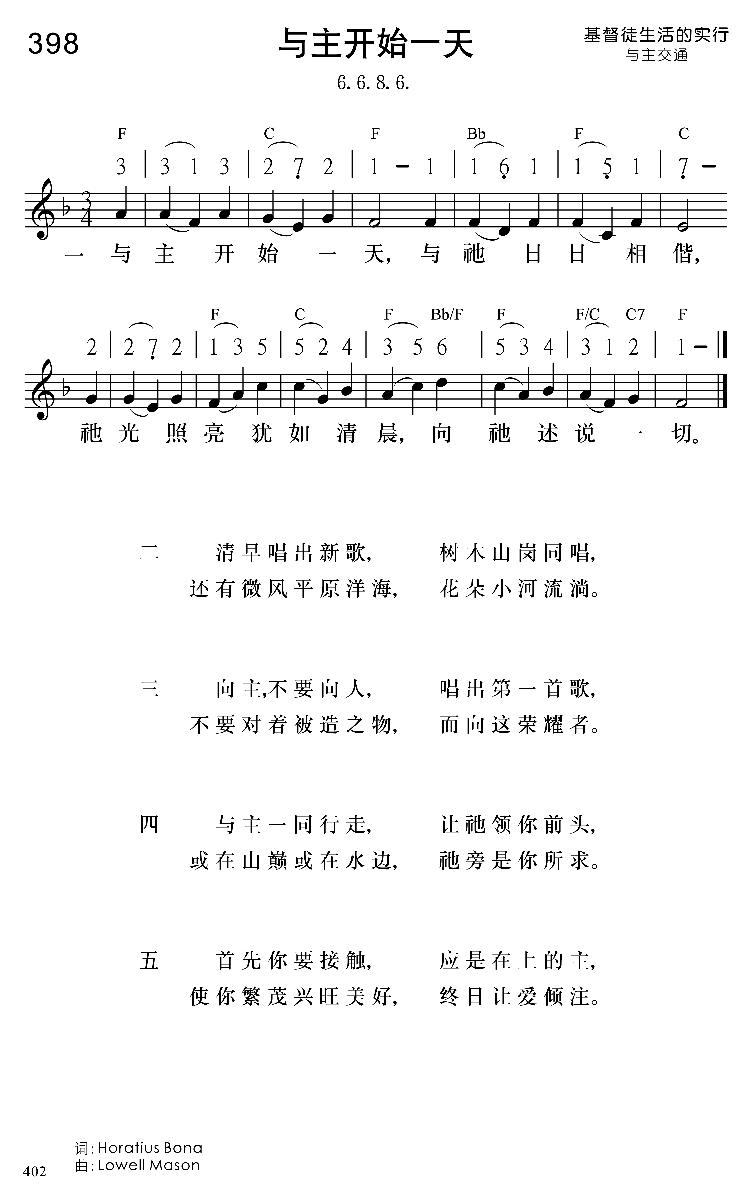 398 与主开始一天 基督徒生活的实行
与主交通
6. 6. 8. 6.
F C F Bb F C
3 | 3 1 3 | 2 7̣ 2 | 1 - 1 | 1 6̣ 1 | 1 5̣ 1 | 7̣ -
3
4
一 与 主 开 始 一 天, 与 祂 日 日 相 偕,
F C F Bb/F F F/C C7 F
2 | 2 7̣ 2 | 1 3 5 | 5 2 4 | 3 5 6 | 5 3 4 | 3 1 2 | 1 - ‖
祂 光 照 亮 犹 如 清 晨, 向 祂 述 说 一 切。
二 清早唱出新歌, 树木山岗同唱,
还有微风平原洋海, 花朵小河流淌。
三 向主,不要向人, 唱出第一首歌,
不要对着被造之物, 而向这荣耀者。
四 与主一同行走, 让祂领你前头,
或在山巅或在水边, 祂旁是你所求。
五 首先你要接触, 应是在上的主,
使你繁茂兴旺美好, 终日让爱倾注。
词: Horatius Bona
曲: Lowell Mason
402